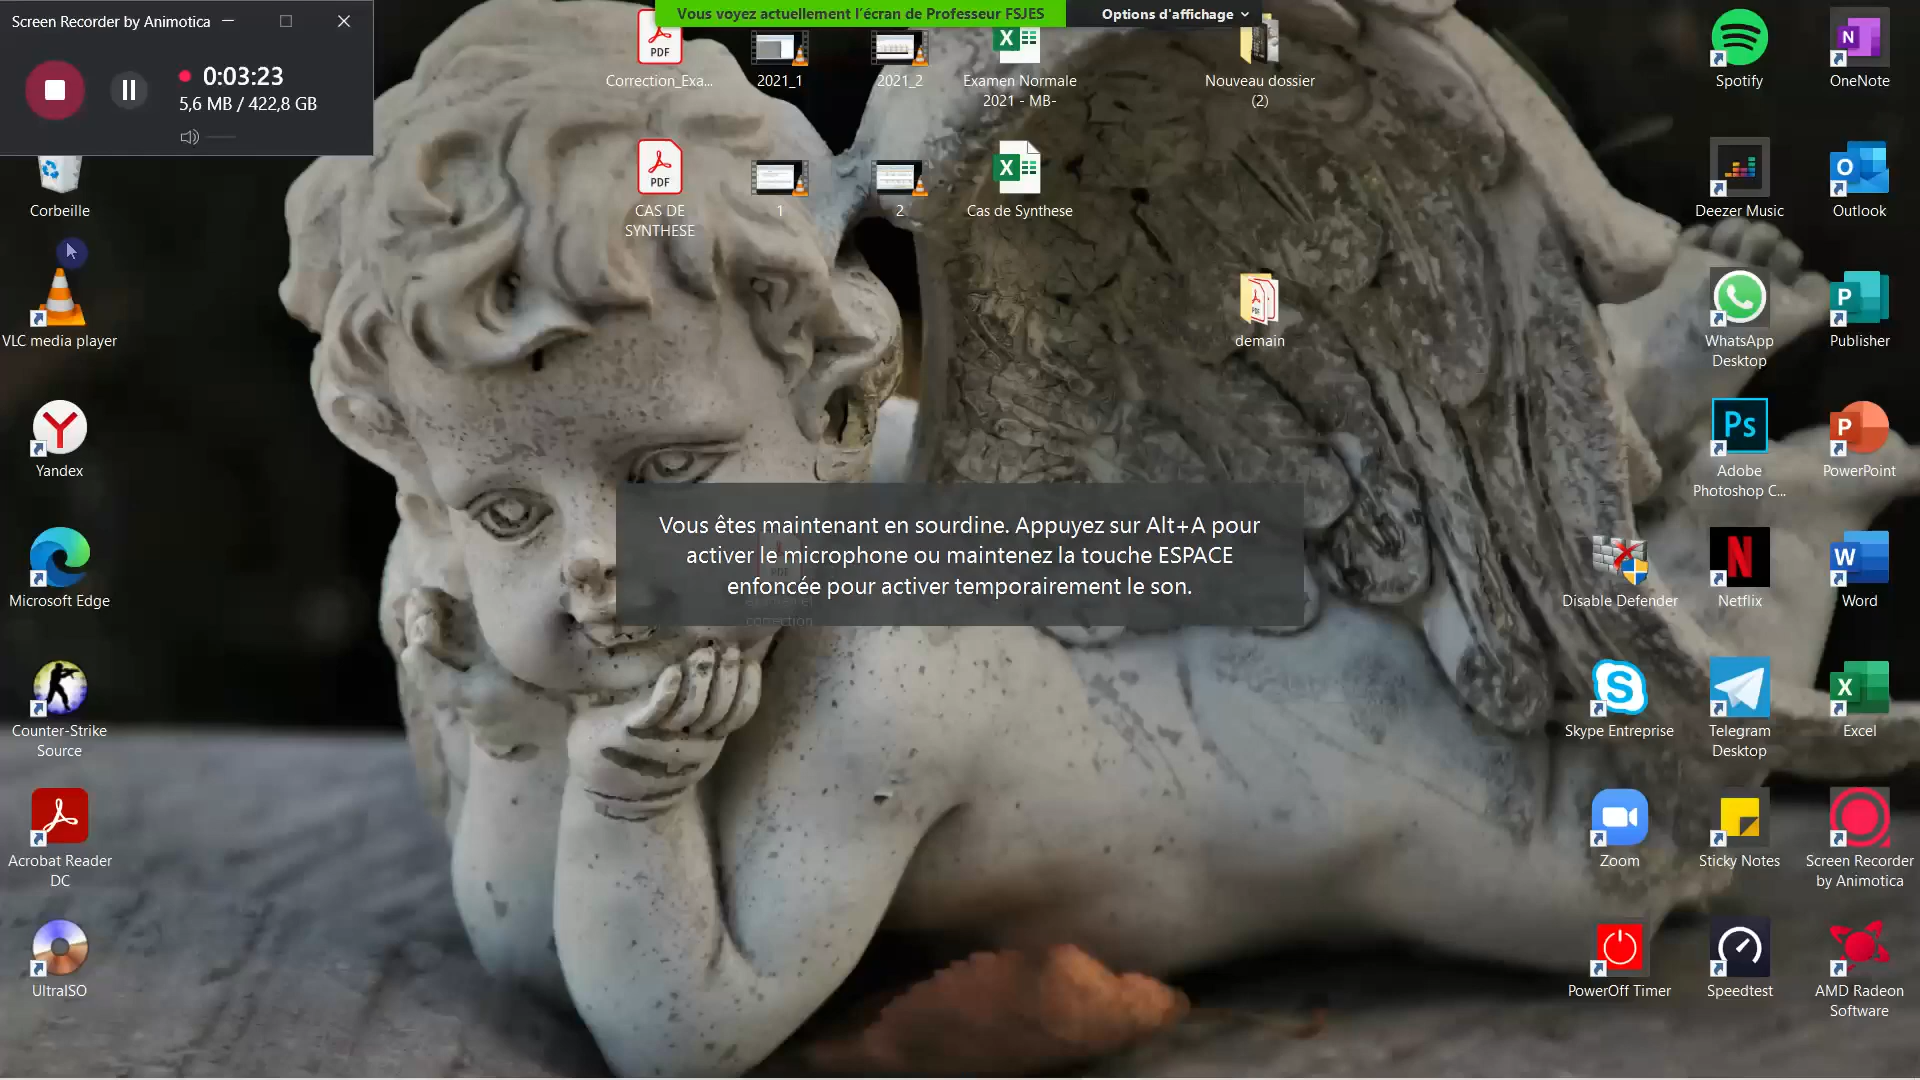 Screen Recorder by Animotica
0:03:23
5,6 MB / 422,8 GB
Vous voyez actuellement l'écran de Professeur FSJES
Options d'affichage
Correction_Exa...
2021_1
2021_2
Examen Normale
2021 - MB-
Nouveau dossier
(2)
Spotify
OneNote
Corbeille
CAS DE
SYNTHESE
1
2
Cas de Synthese
Deezer Music
Outlook
VLC media player
demain
WhatsApp
Desktop
Publisher
Yandex
Adobe
Photoshop C...
PowerPoint
Vous êtes maintenant en sourdine. Appuyez sur Alt+A pour
activer le microphone ou maintenez la touche ESPACE
enfoncée pour activer temporairement le son.
correction
Microsoft Edge
Disable Defender
Netflix
Word
Counter-Strike
Source
Skype Entreprise
Telegram
Desktop
Excel
Acrobat Reader
DC
Zoom
Sticky Notes
Screen Recorder
by Animotica
UltraISO
PowerOff Timer
Speedtest
AMD Radeon
Software